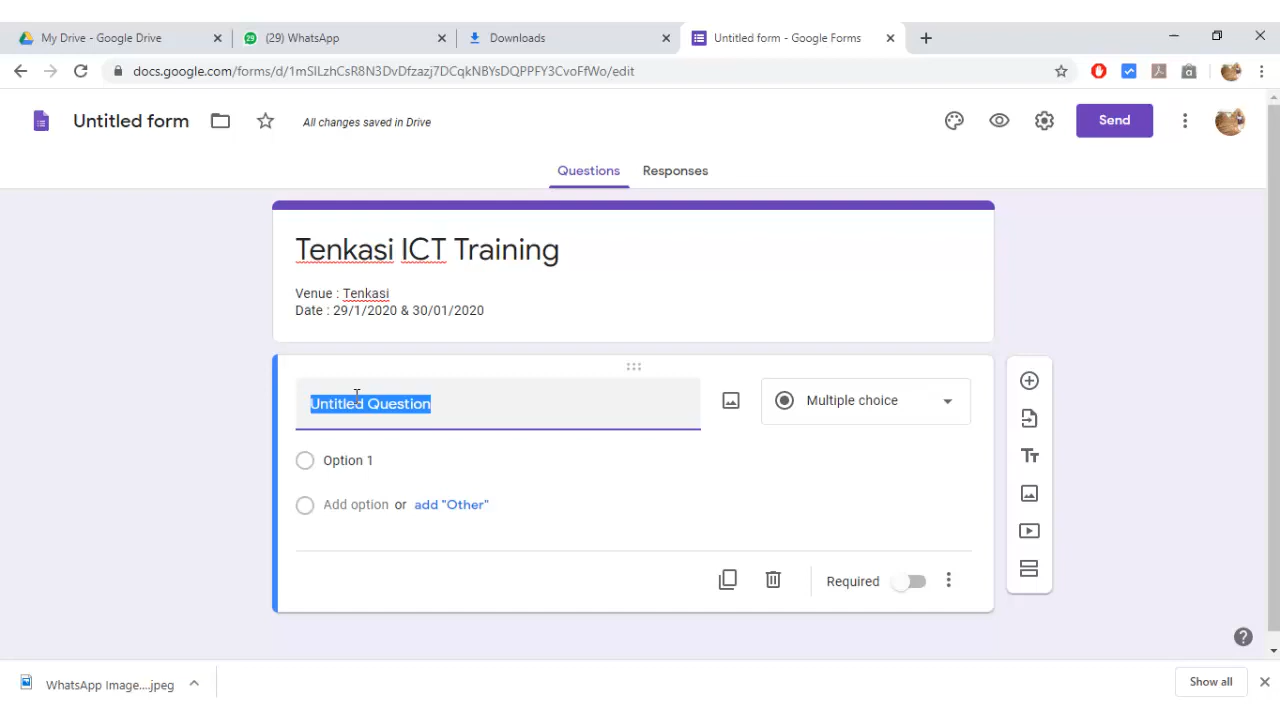 My Drive - Google Drive
(29) WhatsApp
Downloads
Untitled form - Google Forms
docs.google.com/forms/d/1mSlLzhCsR8N3DvDfzazj7DCqkNBYsDQPPFY3CvoFfWo/edit
Untitled form
All changes saved in Drive
Send
Questions
Responses
Tenkasi ICT Training
Venue : Tenkasi
Date : 29/1/2020 & 30/01/2020
Untitled Question
Multiple choice
Option 1
Add option or add "Other"
Tт
Required
WhatsApp Image....jpeg
Show all